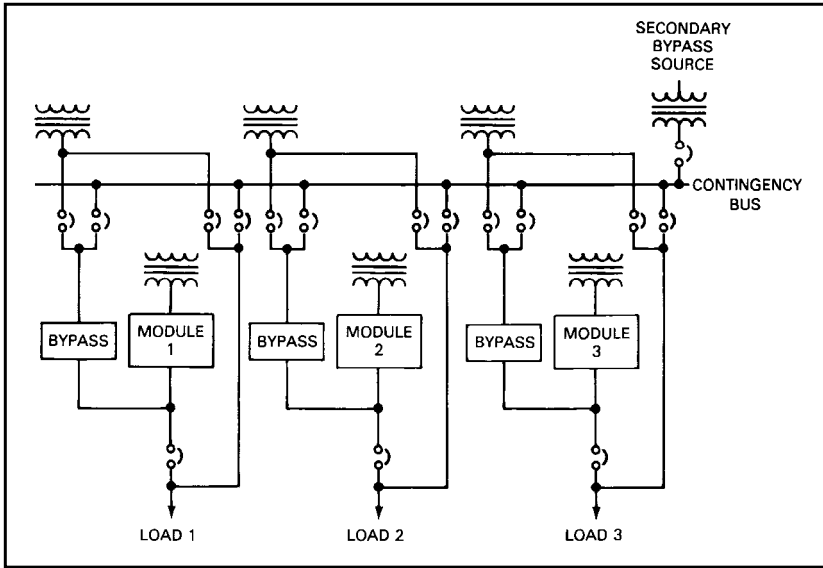 SECONDARY
BYPASS
SOURCE
CONTINGENCY
BUS
BYPASS
MODULE
1
BYPASS
MODULE
2
BYPASS
MODULE
3
LOAD 1
LOAD 2
LOAD 3